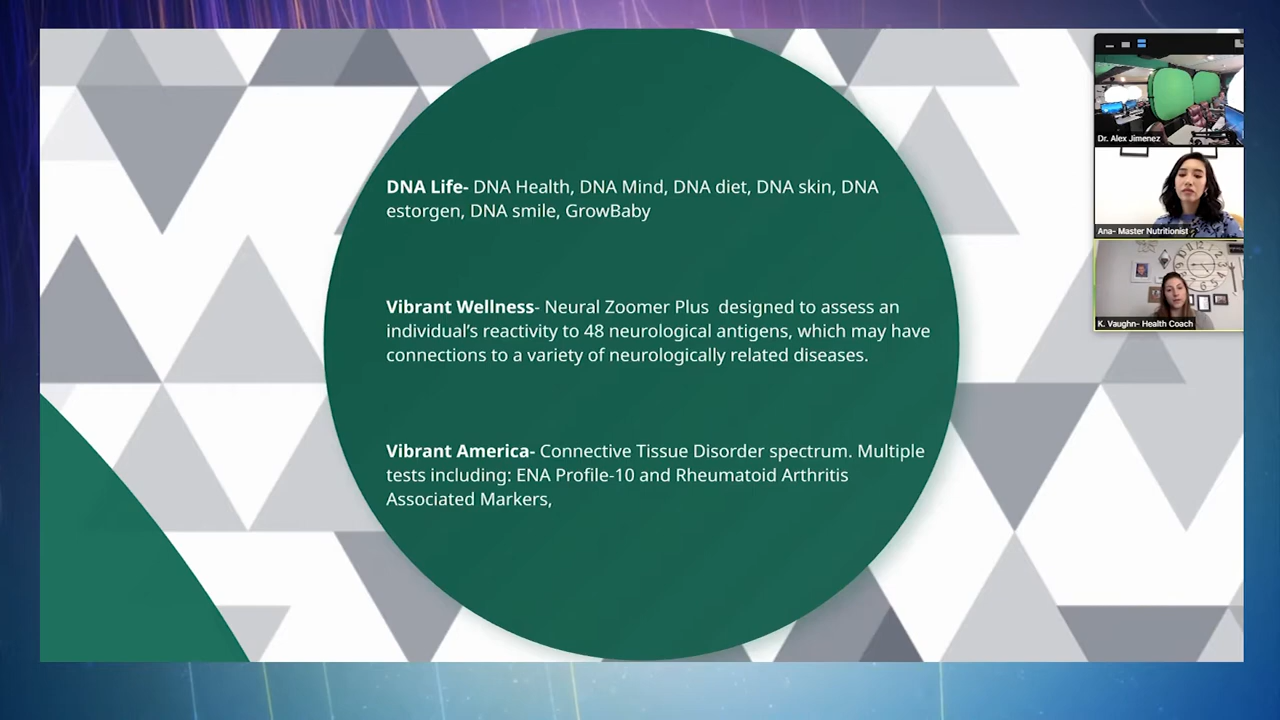 DNA Life- DNA Health, DNA Mind, DNA diet, DNA skin, DNA
estorgen, DNA smile, GrowBaby
Vibrant Wellness- Neural Zoomer Plus designed to assess an
individual’s reactivity to 48 neurological antigens, which may have
connections to a variety of neurologically related diseases.
Vibrant America- Connective Tissue Disorder spectrum. Multiple
tests including: ENA Profile-10 and Rheumatoid Arthritis
Associated Markers,
Dr. Alex Jimenez
Ana- Master Nutritionist
K. Vaughn- Health Coach